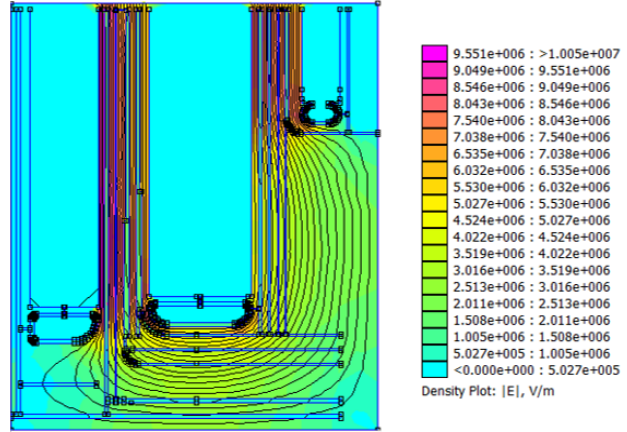 9.551e+006 : >1.005e+007
9.049e+006 : 9.551e+006
8.546e+006 : 9.049e+006
8.043e+006 : 8.546e+006
7.540e+006 : 8.043e+006
7.038e+006 : 7.540e+006
6.535e+006 : 7.038e+006
6.032e+006 : 6.535e+006
5.530e+006 : 6.032e+006
5.027e+006 : 5.530e+006
4.524e+006 : 5.027e+006
4.022e+006 : 4.524e+006
3.519e+006 : 4.022e+006
3.016e+006 : 3.519e+006
2.513e+006 : 3.016e+006
2.011e+006 : 2.513e+006
1.508e+006 : 2.011e+006
1.005e+006 : 1.508e+006
5.027e+005 : 1.005e+006
<0.000e+000 : 5.027e+005
Density Plot: |E|, V/m